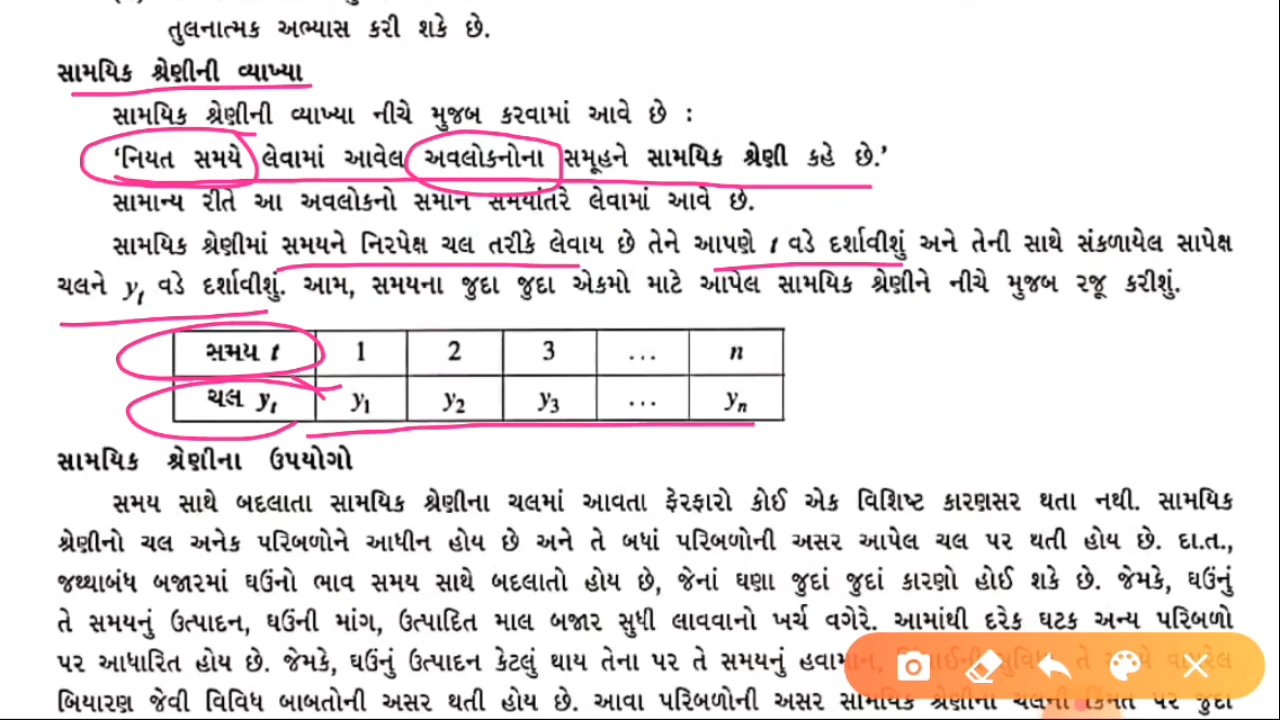 તુલનાત્મક અભ્યાસ કરી શકે છે.
સામયિક શ્રેણીની વ્યાખ્યા
સામયિક શ્રેણીની વ્યાખ્યા નીચે મુજબ કરવામાં આવે છે :
‘નિયત સમયે લેવામાં આવેલ અવલોકનોના સમૂહને સામયિક શ્રેણી કહે છે.’
સામાન્ય રીતે આ અવલોકનો સમાન સમયાંતરે લેવામાં આવે છે.
સામયિક શ્રેણીમાં સમયને નિરપેક્ષ ચલ તરીકે લેવાય છે તેને આપણે t વડે દર્શાવીશું અને તેની સાથે સંકળાયેલ સાપેક્ષ
ચલને yₜ વડે દર્શાવીશું. આમ, સમયના જુદા જુદા એકમો માટે આપેલ સામયિક શ્રેણીને નીચે મુજબ રજૂ કરીશું.
સમય t 1 2 3 ... n
ચલ yₜ y₁ y₂ y₃ ... yₙ
સામયિક શ્રેણીના ઉપયોગો
સમય સાથે બદલાતા સામયિક શ્રેણીના ચલમાં આવતા ફેરફારો કોઈ એક વિશિષ્ટ કારણસર થતા નથી. સામયિક
શ્રેણીનો ચલ અનેક પરિબળોને આધીન હોય છે અને તે બધાં પરિબળોની અસર આપેલ ચલ પર થતી હોય છે. દા.ત.,
જથ્થાબંધ બજારમાં ઘઉંનો ભાવ સમય સાથે બદલાતો હોય છે, જેનાં ઘણા જુદાં જુદાં કારણો હોઈ શકે છે. જેમકે, ઘઉંનું
તે સમયનું ઉત્પાદન, ઘઉંની માંગ, ઉત્પાદિત માલ બજાર સુધી લાવવાનો ખર્ચ વગેરે. આમાંથી દરેક ઘટક અન્ય પરિબળો
પર આધારિત હોય છે. જેમકે, ઘઉંનું ઉત્પાદન કેટલું થાય તેના પર તે સમયનું હવામાન,
બિયારણ જેવી વિવિધ બાબતોની અસર થતી હોય છે. આવા પરિબળોની અસર સામયિક શ્રેણીના ચલની કિંમત પર જુદા